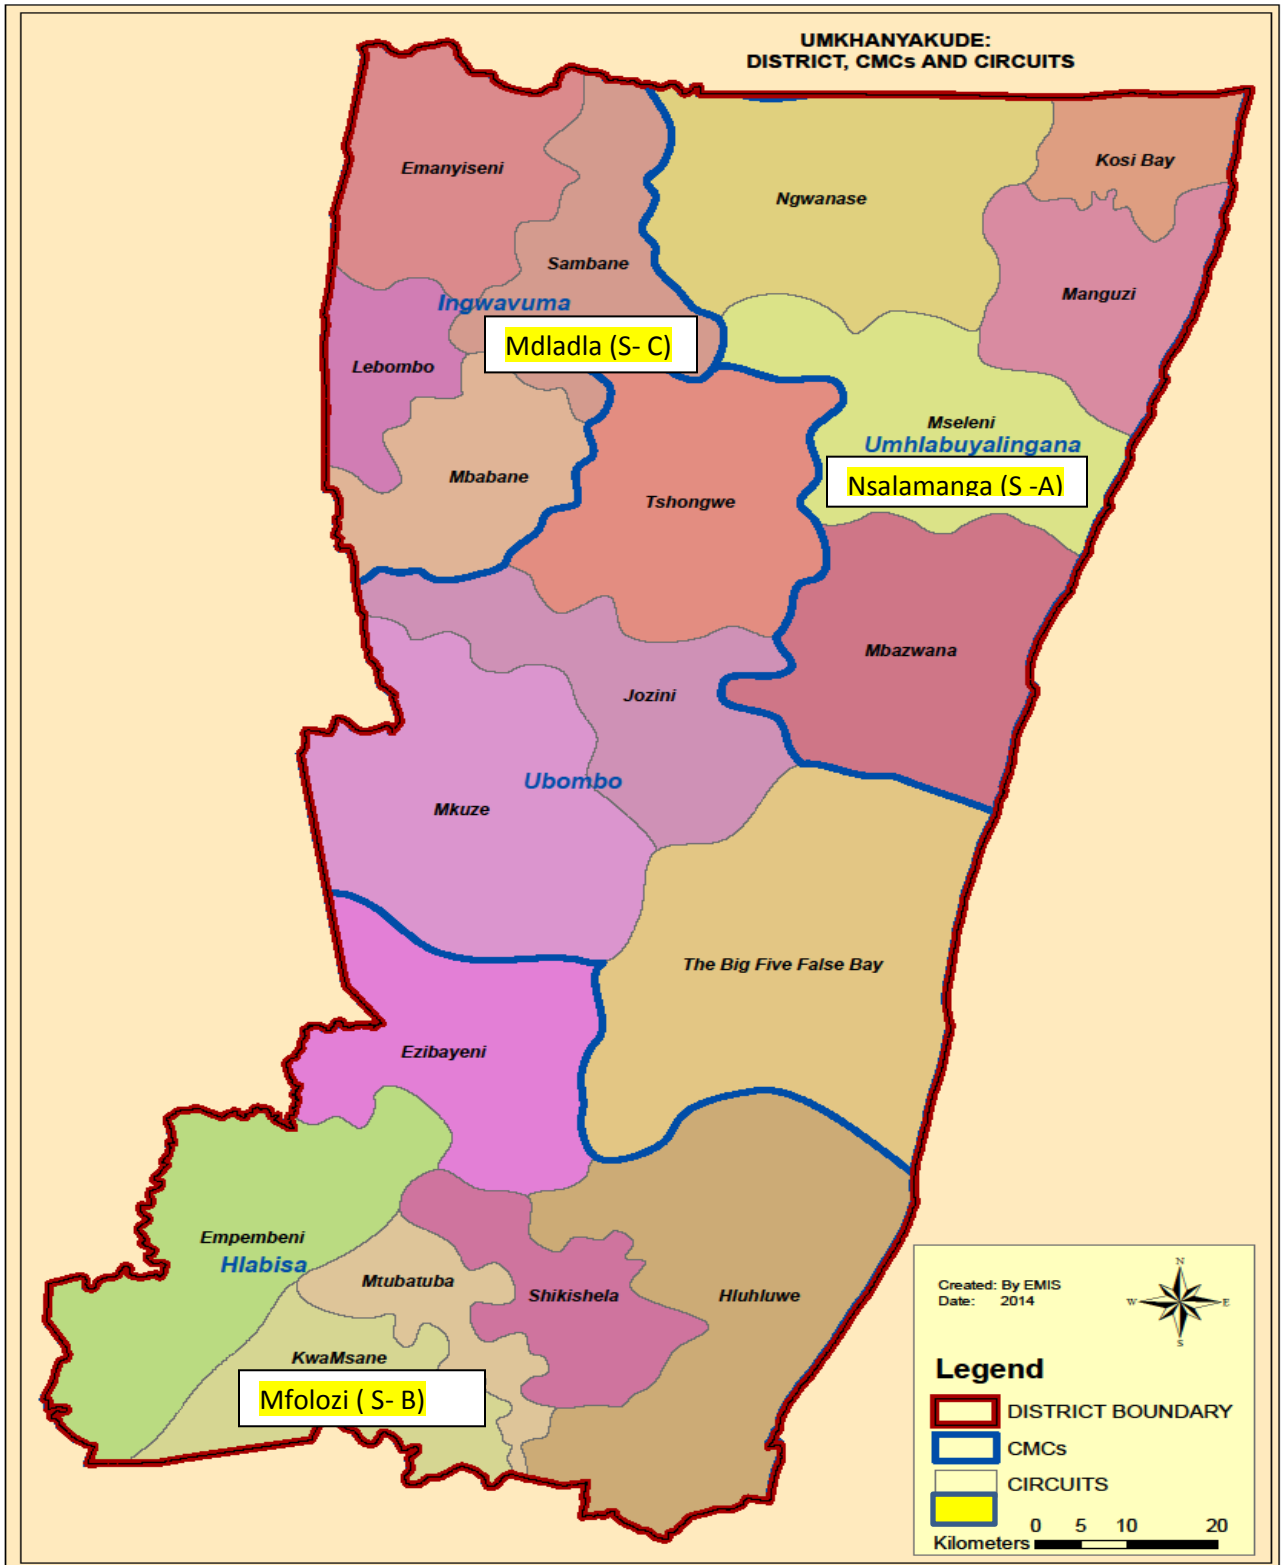 UMKHANYAKUDE:
DISTRICT, CMCs AND CIRCUITS
Emanyiseni
Kosi Bay
Ngwanase
Sambane
Manguzi
Ingwavuma
Mdladla (S- C)
Lebombo
Mseleni
Umhlabuyalingana
Mbabane
Nsalamanga (S -A)
Tshongwe
Mbazwana
Jozini
Ubombo
Mkuze
The Big Five False Bay
Ezibayeni
Empembeni
Hlabisa
Mtubatuba
Shikishela
Hluhluwe
KwaMsane
Mfolozi ( S- B)
N
W
E
S
Created: By EMIS
Date: 2014
Legend
DISTRICT BOUNDARY
CMCs
CIRCUITS
Kilometers
0 5 10 20